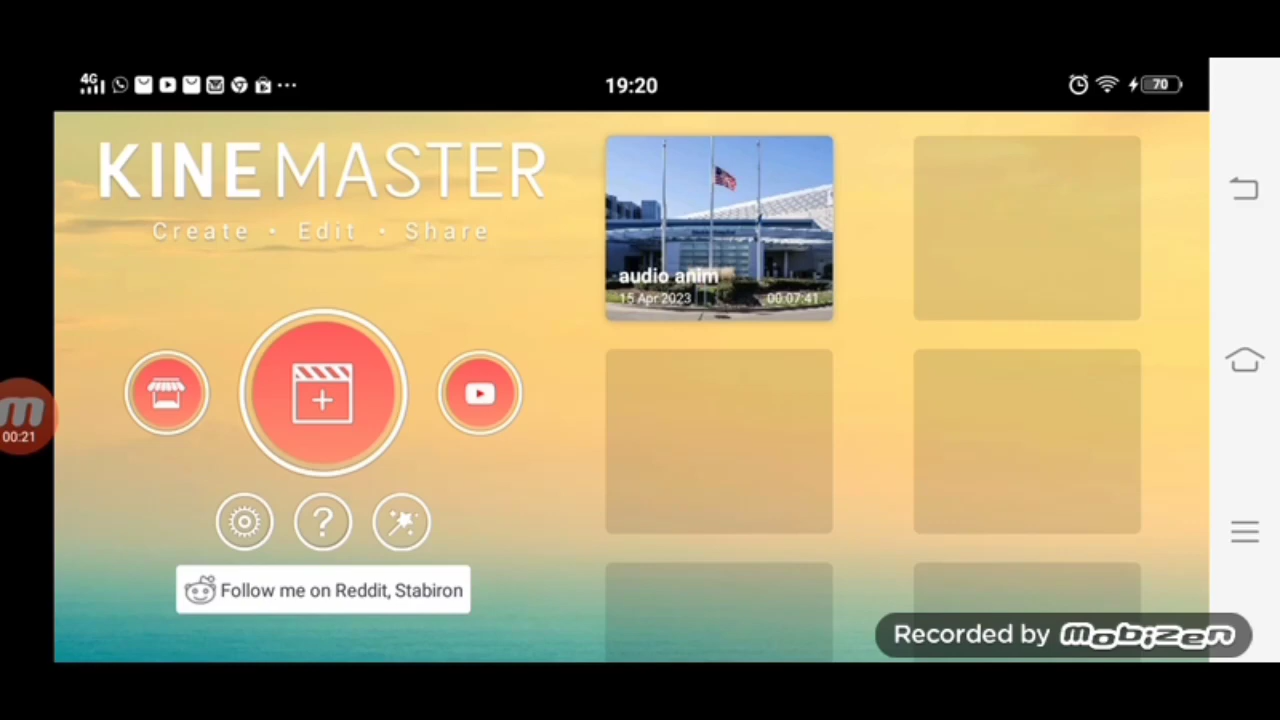 4G
19:20
70
KINEMASTER
Create • Edit • Share
audio anim
15 Apr 2023
00:07:41
00:21
?
Follow me on Reddit, Stabiron
Recorded by mobizen